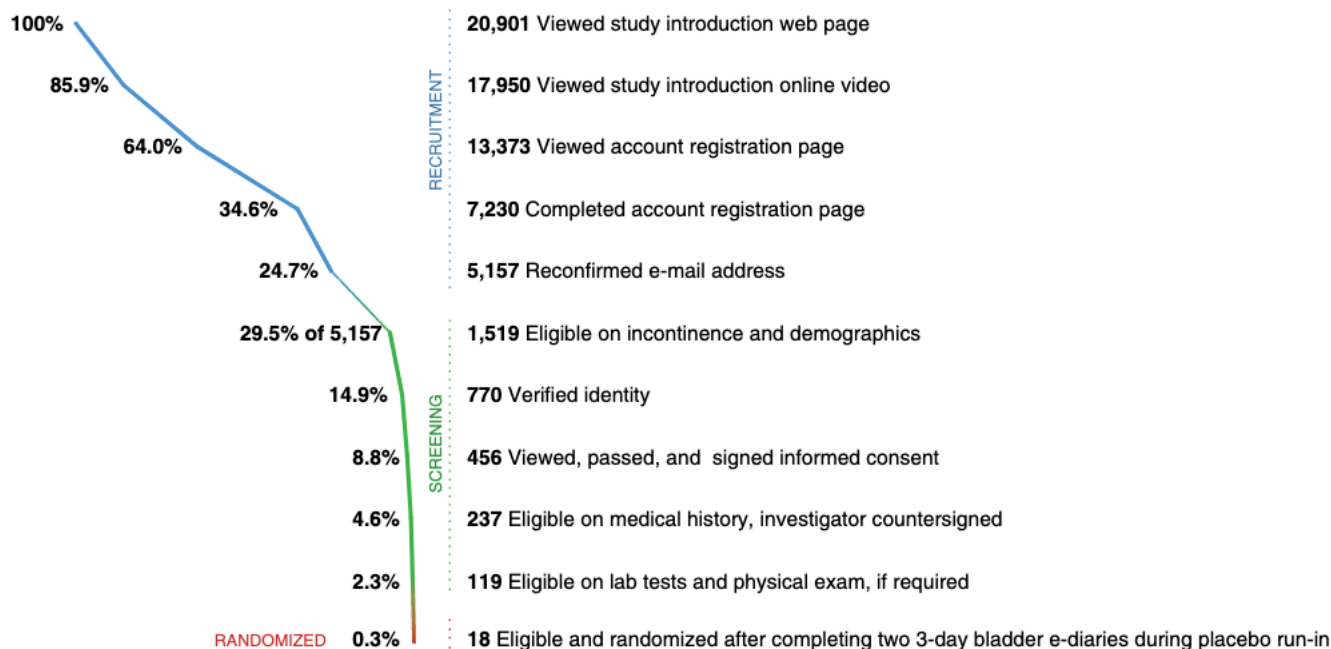 100% 20,901 Viewed study introduction web page
85.9% 17,950 Viewed study introduction online video
64.0% 13,373 Viewed account registration page
34.6% 7,230 Completed account registration page
24.7% 5,157 Reconfirmed e-mail address
RECRUITMENT
29.5% of 5,157 1,519 Eligible on incontinence and demographics
14.9% 770 Verified identity
8.8% 456 Viewed, passed, and signed informed consent
4.6% 237 Eligible on medical history, investigator countersigned
2.3% 119 Eligible on lab tests and physical exam, if required
SCREENING
RANDOMIZED 0.3% 18 Eligible and randomized after completing two 3-day bladder e-diaries during placebo run-in